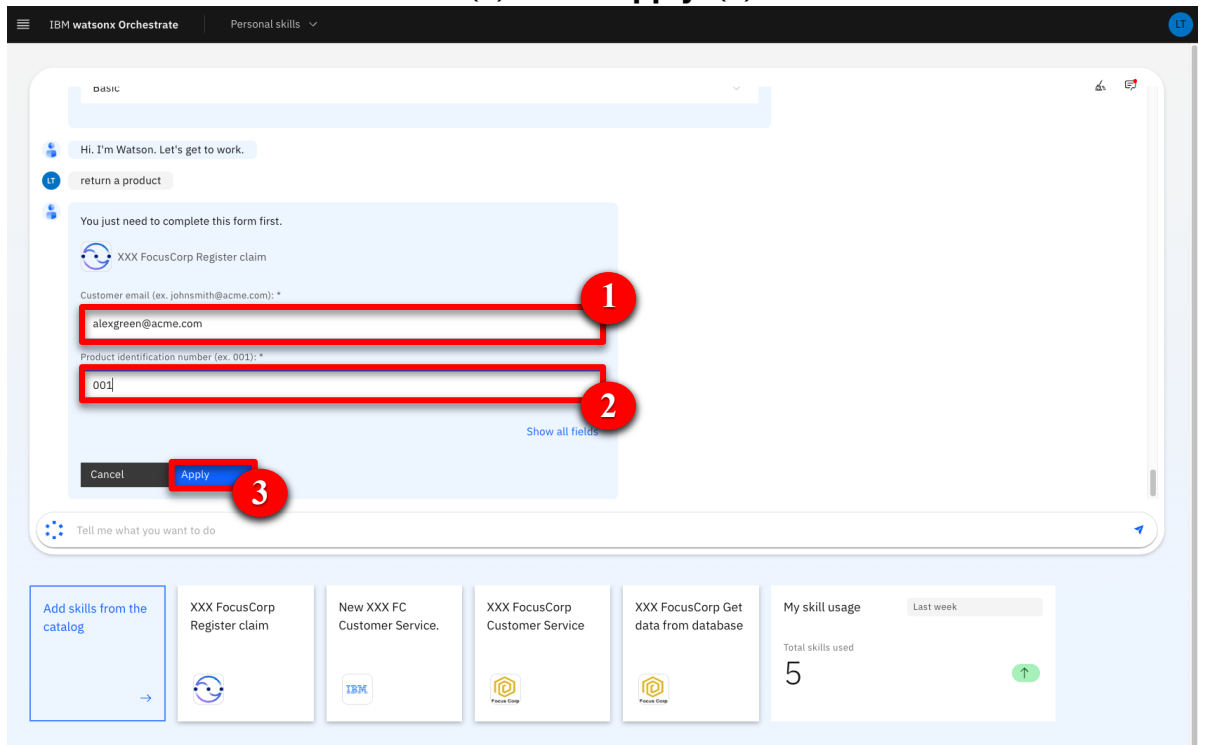 IBM watsonx Orchestrate
Personal skills
LT
Basic
Hi. I'm Watson. Let's get to work.
LT
return a product
You just need to complete this form first.
XXX FocusCorp Register claim
Customer email (ex. johnsmith@acme.com): *
1
alexgreen@acme.com
Product identification number (ex. 001): *
001
2
Show all fields
Cancel
Apply
3
Tell me what you want to do
Add skills from the
catalog
XXX FocusCorp
Register claim
New XXX FC
Customer Service.
IBM
XXX FocusCorp
Customer Service
Focus Corp
XXX FocusCorp Get
data from database
Focus Corp
My skill usage
Last week
Total skills used
5